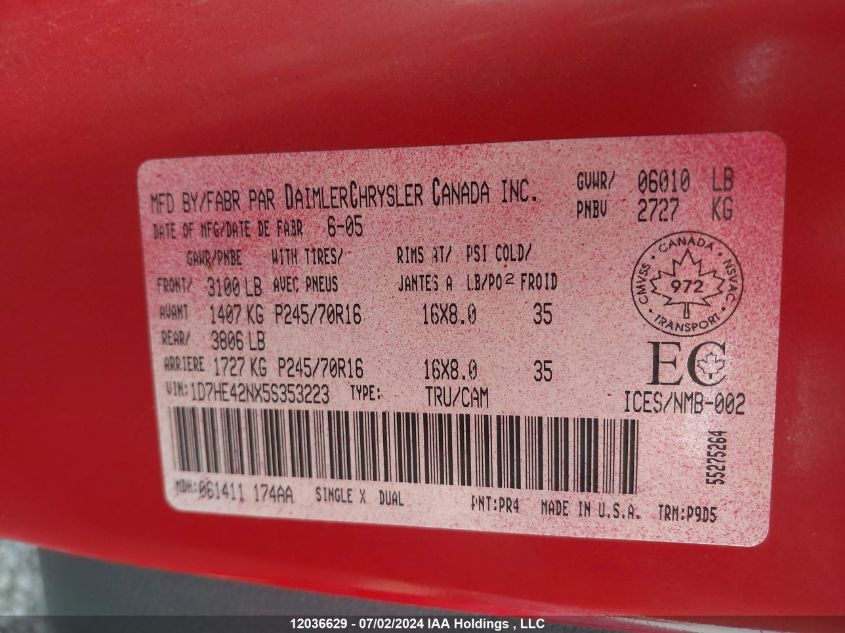 MFD BY/FABR PAR DAIMLERCHRYSLER CANADA INC. GVWR/ 06010 LB
DATE OF MFG/DATE DE FABR 6-05 PNBV 2727 KG
GAWR/PNBE WITH TIRES/ RIMS AT/ PSI COLD/
FRONT/ 3100 LB AVEC PNEUS JANTES A LB/PO2 FROID
AVANT 1407 KG P245/70R16 16X8.0 35
REAR/ 3806 LB
ARRIERE 1727 KG P245/70R16 16X8.0 35
CANADA
CMVSS 972 NSVAC
TRANSPORT
EC
ICES/NMB-002
VIN: 1D7HE42NX5S353223 TYPE: TRU/CAM
55275264
MDH: 061411 174AA SINGLE X DUAL PNT:PR4 MADE IN U.S.A. TRM:P9D5
12036629 - 07/02/2024 IAA Holdings , LLC